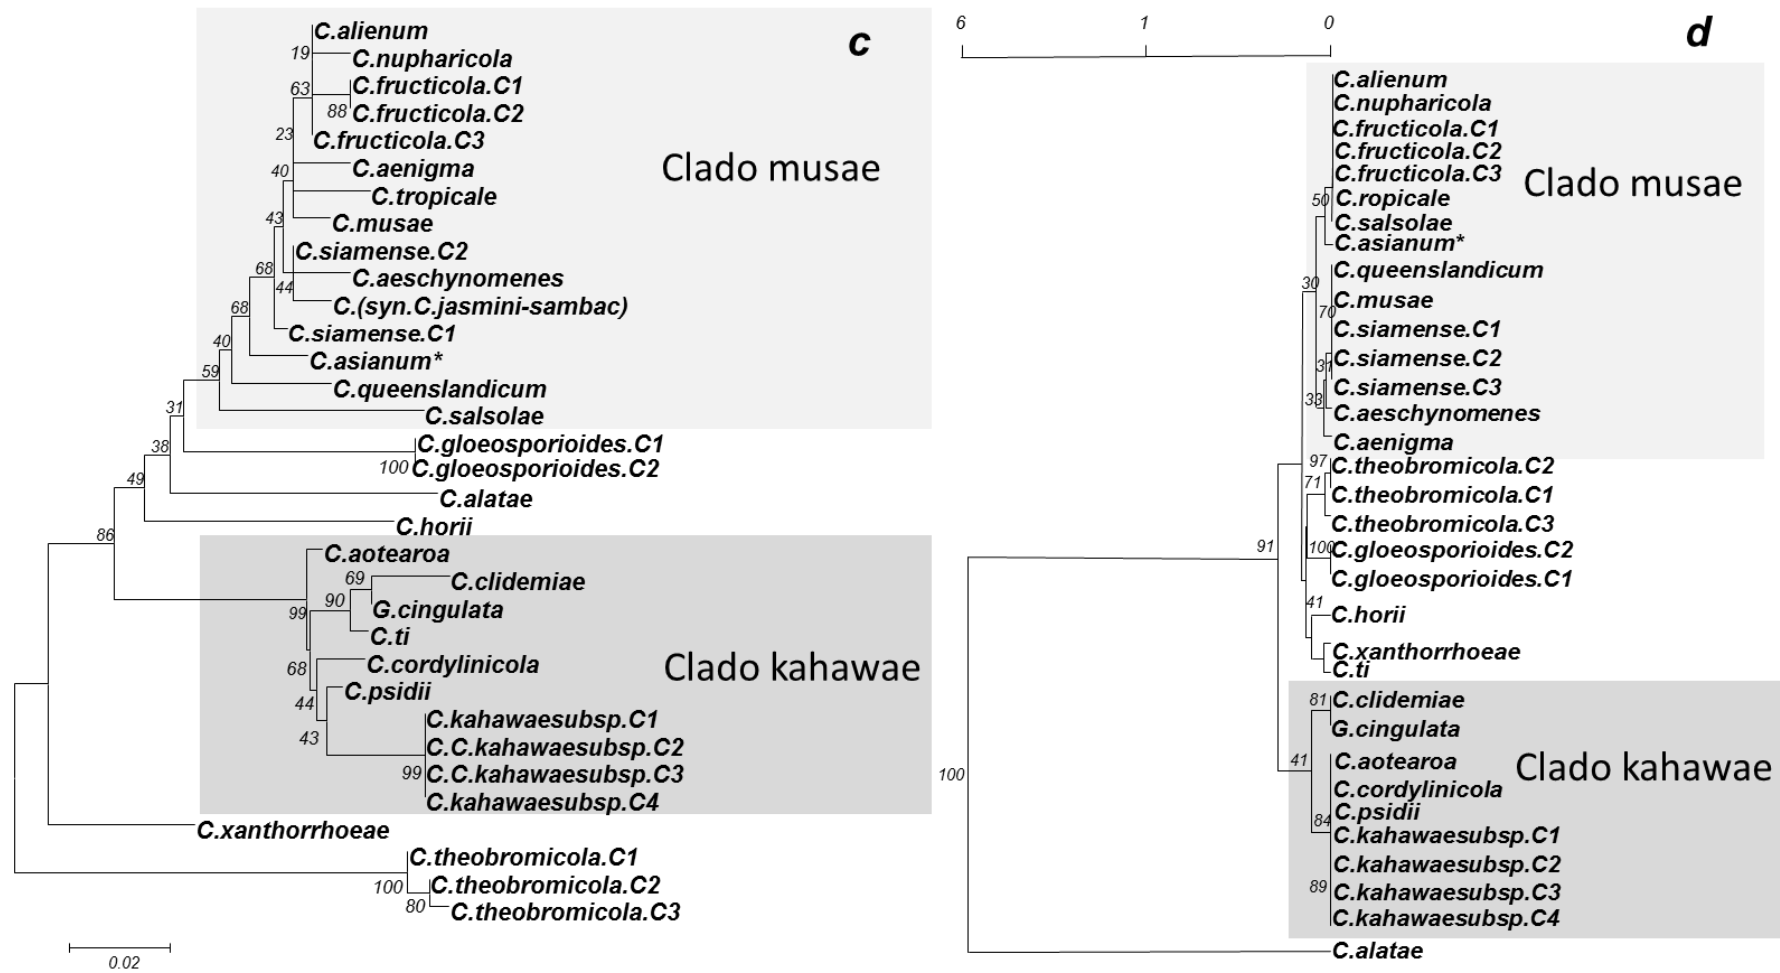 c
C.alienum
19
C.nupharicola
63
C.fructicola.C1
88
C.fructicola.C2
23
C.fructicola.C3
Clado musae
40
C.aenigma
C.tropicale
43
C.musae
C.siamense.C2
68
C.aeschynomenes
44
C.(syn.C.jasmini-sambac)
68
C.siamense.C1
40
C.asianum*
59
C.queenslandicum
31
C.salsolae
38
C.gloeosporioides.C1
100
C.gloeosporioides.C2
49
C.alatae
86
C.horii
C.aotearoa
69
C.clidemiae
90
99
G.cingulata
C.ti
68
C.cordylinicola
Clado kahawae
44
C.psidii
43
C.kahawaesubsp.C1
C.C.kahawaesubsp.C2
99
C.C.kahawaesubsp.C3
C.kahawaesubsp.C4
C.xanthorrhoeae
C.theobromicola.C1
100
C.theobromicola.C2
80
C.theobromicola.C3
0.02
6 1 0
d
C.alienum
C.nupharicola
C.fructicola.C1
C.fructicola.C2
C.fructicola.C3
Clado musae
50
C.ropicale
C.salsolae
C.asianum*
30
C.queenslandicum
70
C.musae
C.siamense.C1
31
C.siamense.C2
33
C.siamense.C3
C.aeschynomenes
C.aenigma
97
C.theobromicola.C2
71
C.theobromicola.C1
C.theobromicola.C3
91
100
C.gloeosporioides.C2
C.gloeosporioides.C1
41
C.horii
C.xanthorrhoeae
C.ti
81
C.clidemiae
G.cingulata
41
C.aotearoa
Clado kahawae
100
C.cordylinicola
84
C.psidii
C.kahawaesubsp.C1
C.kahawaesubsp.C2
89
C.kahawaesubsp.C3
C.kahawaesubsp.C4
C.alatae